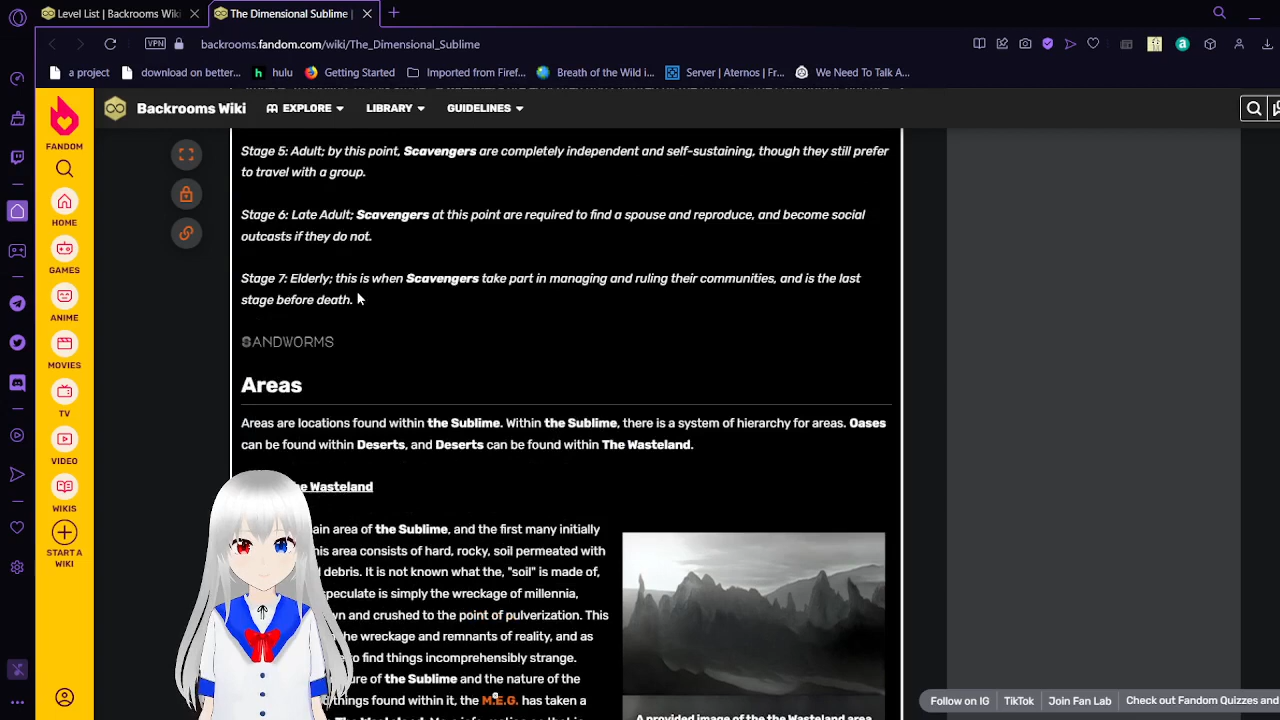 Level List | Backrooms Wiki
The Dimensional Sublime |
VPN
backrooms.fandom.com/wiki/The_Dimensional_Sublime
a project
download on better...
hulu
Getting Started
Imported from Firef...
Breath of the Wild i...
Server | Aternos | Fr...
We Need To Talk A...
Backrooms Wiki
EXPLORE
LIBRARY
GUIDELINES
FANDOM
HOME
GAMES
ANIME
MOVIES
TV
VIDEO
WIKIS
START A
WIKI
Stage 5: Adult; by this point, Scavengers are completely independent and self-sustaining, though they still prefer
to travel with a group.
Stage 6: Late Adult; Scavengers at this point are required to find a spouse and reproduce, and become social
outcasts if they do not.
Stage 7: Elderly; this is when Scavengers take part in managing and ruling their communities, and is the last
stage before death.
SANDWORMS
Areas
Areas are locations found within the Sublime. Within the Sublime, there is a system of hierarchy for areas. Oases
can be found within Deserts, and Deserts can be found within The Wasteland.
he Wasteland
ain area of the Sublime, and the first many initially
his area consists of hard, rocky, soil permeated with
debris. It is not known what the, "soil" is made of,
speculate is simply the wreckage of millennia,
wn and crushed to the point of pulverization. This
the wreckage and remnants of reality, and as
to find things incomprehensibly strange.
ure of the Sublime and the nature of the
things found within it, the M.E.G. has taken a
A provided image of the the Wasteland area
Follow on IG
TikTok
Join Fan Lab
Check out Fandom Quizzes and